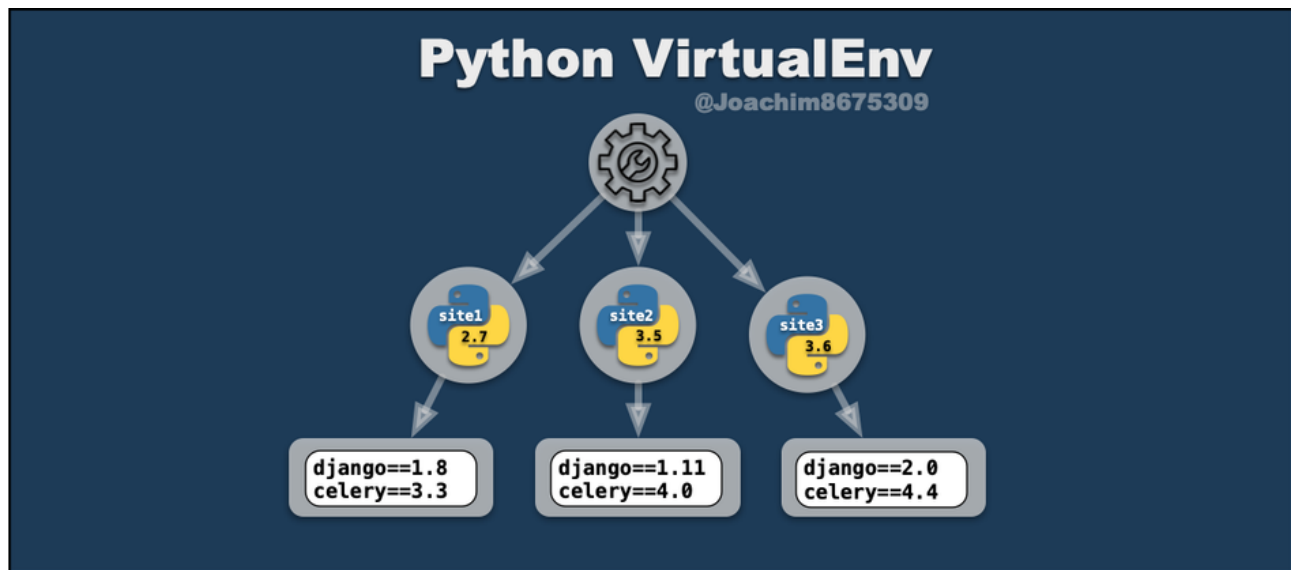 Python VirtualEnv
@Joachim8675309
site1
2.7
site2
3.5
site3
3.6
django==1.8
celery==3.3
django==1.11
celery==4.0
django==2.0
celery==4.4